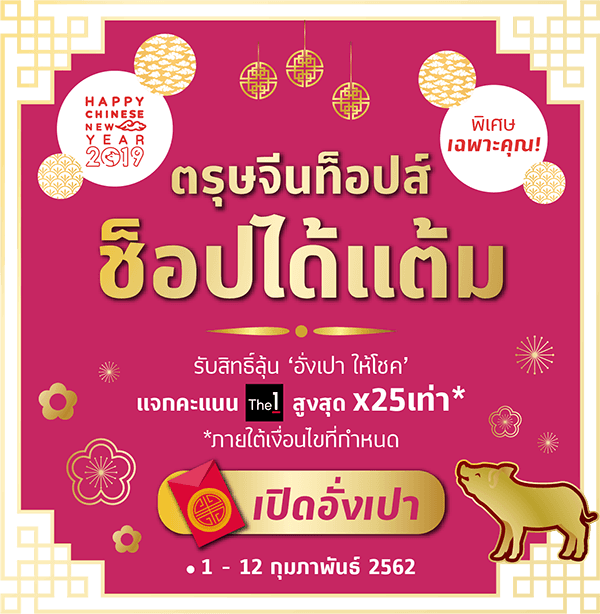 HAPPY
CHINESE
NEW
YEAR
2019
พิเศษ
เฉพาะคุณ!
ตรุษจีนท็อปส์
ช็อปได้แต้ม
รับสิทธิ์ลุ้น ‘อั่งเปา ให้โชค’
แจกคะแนน The1 สูงสุด x25เท่า*
*ภายใต้เงื่อนไขที่กำหนด
เปิดอั่งเปา
• 1 - 12 กุมภาพันธ์ 2562